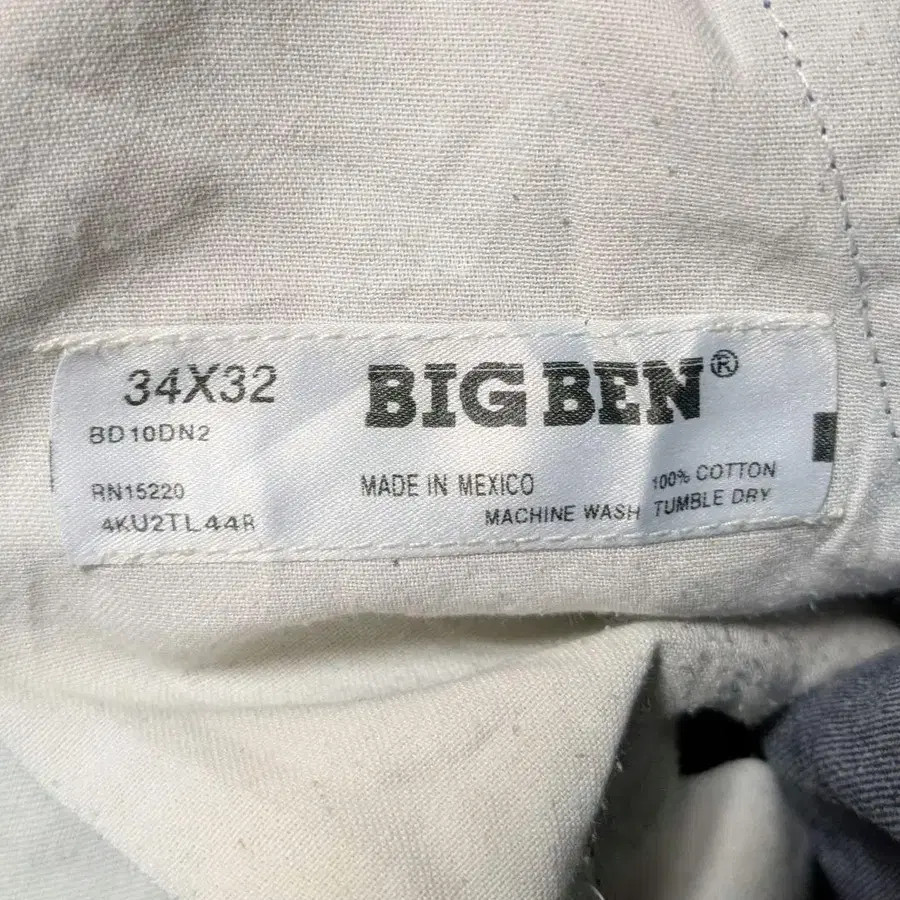 34X32
BIG BEN®
BD10DN2
RN15220
MADE IN MEXICO
100% COTTON
4KU2TL44R
MACHINE WASH TUMBLE DRY